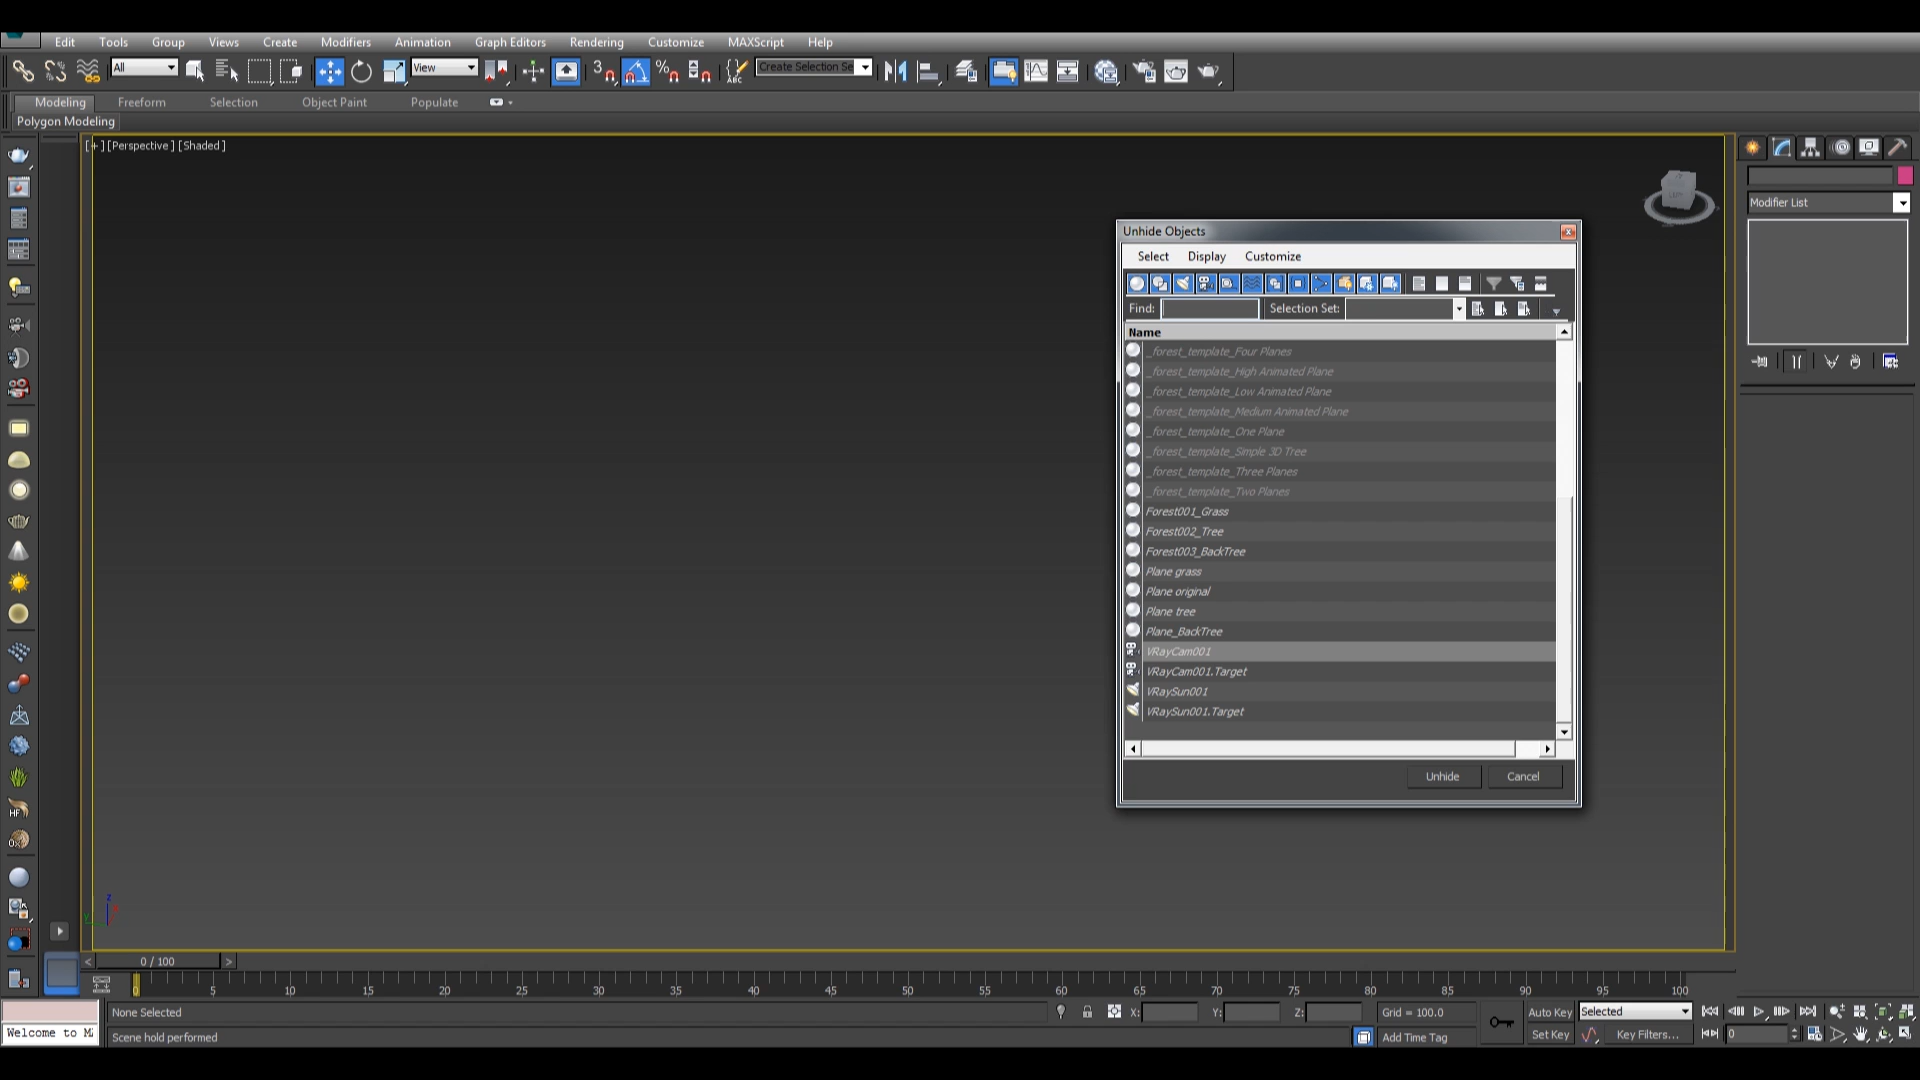 Edit Tools Group Views Create Modifiers Animation Graph Editors Rendering Customize MAXScript Help
All View 3 % ABC Create Selection Se
Modeling Freeform Selection Object Paint Populate
Polygon Modeling
[+] [Perspective] [Shaded]
Modifier List
Unhide Objects
Select Display Customize
Find: Selection Set:
Name
_forest_template_Four Planes
_forest_template_High Animated Plane
_forest_template_Low Animated Plane
_forest_template_Medium Animated Plane
_forest_template_One Plane
_forest_template_Simple 3D Tree
_forest_template_Three Planes
_forest_template_Two Planes
Forest001_Grass
Forest002_Tree
Forest003_BackTree
Plane grass
Plane original
Plane tree
Plane_BackTree
VRayCam001
VRayCam001.Target
VRaySun001
VRaySun001.Target
Unhide Cancel
HF
z
y
< 0 / 100 >
0 5 10 15 20 25 30 35 40 45 50 55 60 65 70 75 80 85 90 95 100
None Selected X: Y: Z: Grid = 100.0 Auto Key Selected
Welcome to M
Scene hold performed Add Time Tag Set Key Key Filters... 0